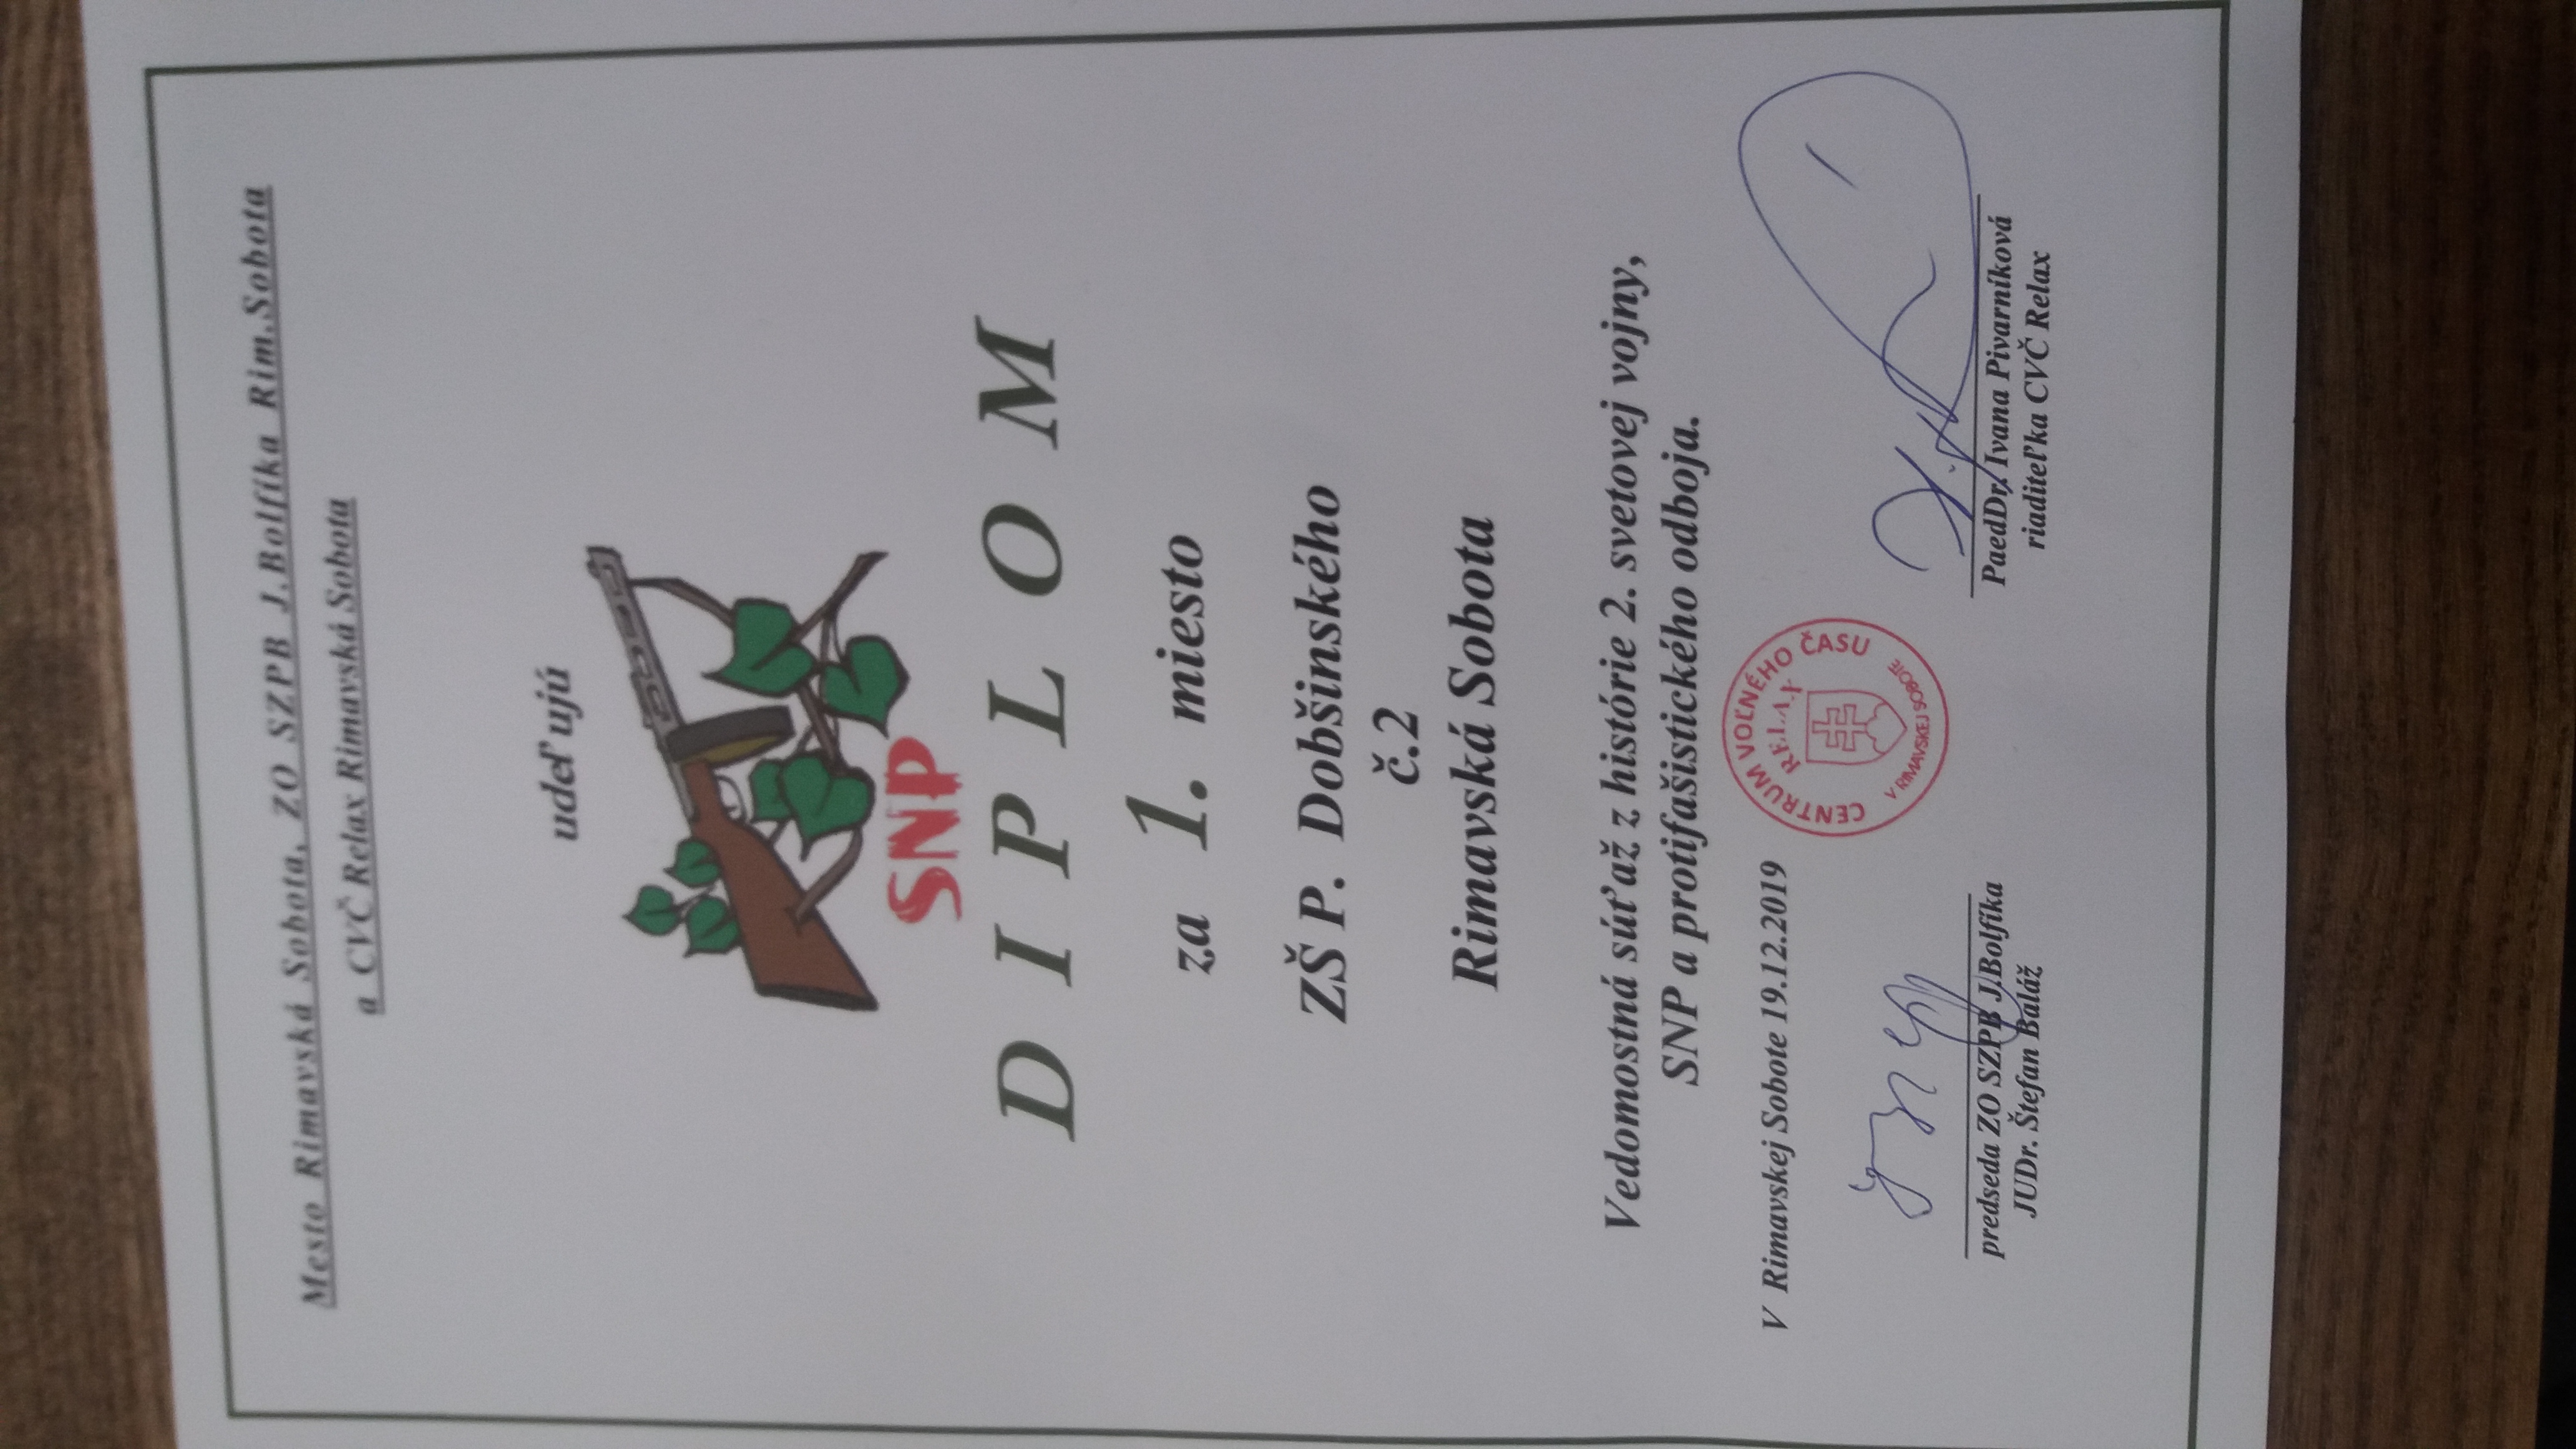 Mesto Rimavská Sobota, ZO SZPB J.Bolfíka Rim.Sobota
a CVČ Relax Rimavská Sobota
udeľujú
SNP
DIPLOM
za 1. miesto
ZŠ P. Dobšinského
č.2
Rimavská Sobota
Vedomostná súťaž z histórie 2. svetovej vojny,
SNP a protifašistického odboja.
V Rimavskej Sobote 19.12.2019
CENTRUM VOĽNÉHO ČASU
RELAX
V RIMAVSKEJ SOBOTE
predseda ZO SZPB J.Bolfíka
JUDr. Štefan Baláž
PaedDr. Ivana Pivarníková
riaditeľka CVČ Relax